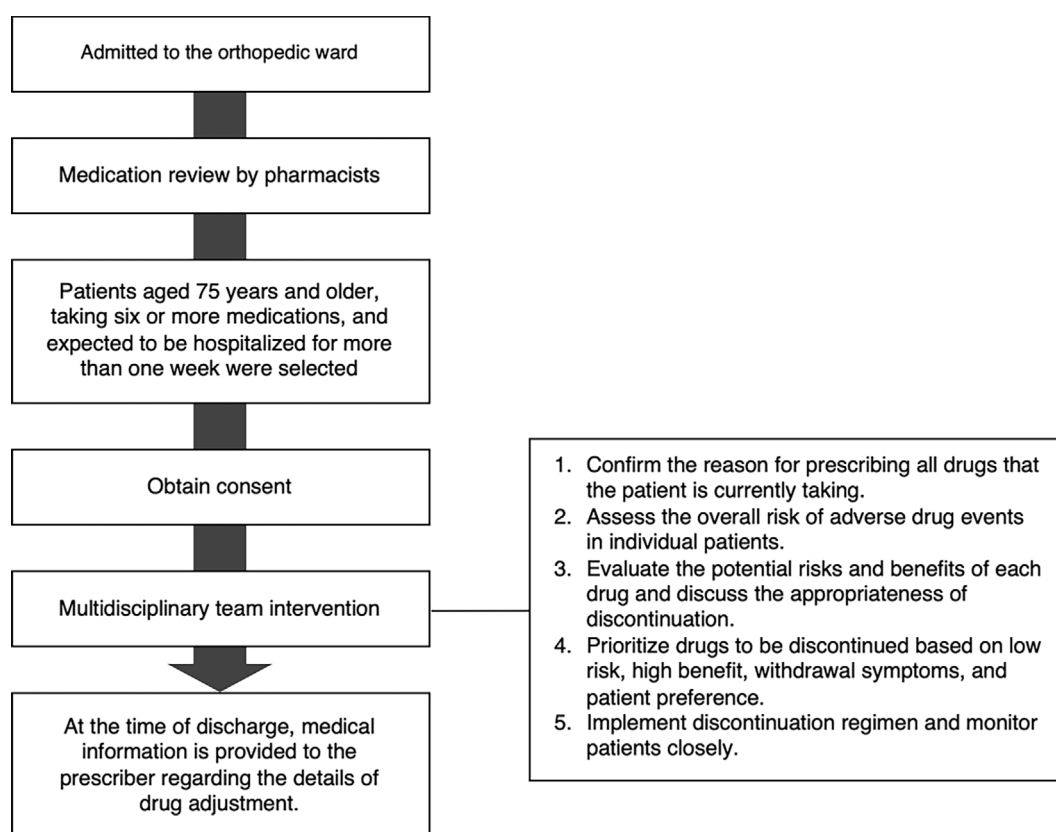 Admitted to the orthopedic ward
Medication review by pharmacists
Patients aged 75 years and older,
taking six or more medications, and
expected to be hospitalized for more
than one week were selected
Obtain consent
Multidisciplinary team intervention
1. Confirm the reason for prescribing all drugs that
the patient is currently taking.
2. Assess the overall risk of adverse drug events
in individual patients.
3. Evaluate the potential risks and benefits of each
drug and discuss the appropriateness of
discontinuation.
4. Prioritize drugs to be discontinued based on low
risk, high benefit, withdrawal symptoms, and
patient preference.
5. Implement discontinuation regimen and monitor
patients closely.
At the time of discharge, medical
information is provided to the
prescriber regarding the details of
drug adjustment.